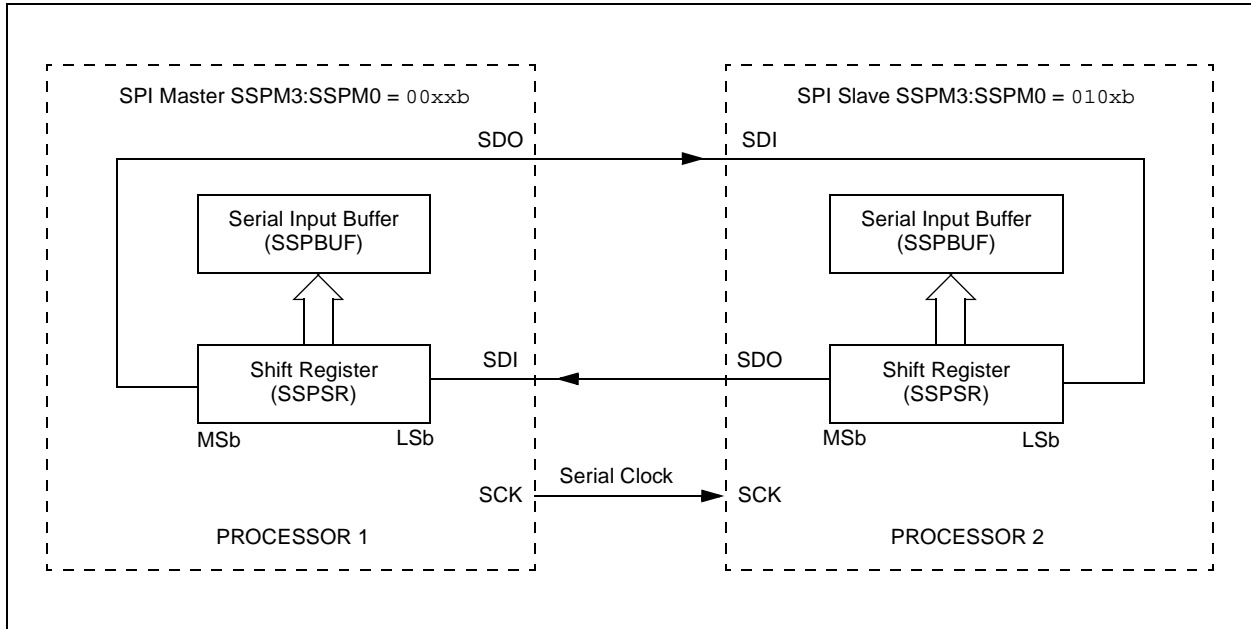 SPI Master SSPM3:SSPM0 = 00xxb
SDO
Serial Input Buffer
(SSPBUF)
Shift Register
(SSPSR)
MSb
LSb
SDI
SCK
PROCESSOR 1
Serial Clock
SPI Slave SSPM3:SSPM0 = 010xb
SDI
Serial Input Buffer
(SSPBUF)
SDO
Shift Register
(SSPSR)
MSb
LSb
SCK
PROCESSOR 2